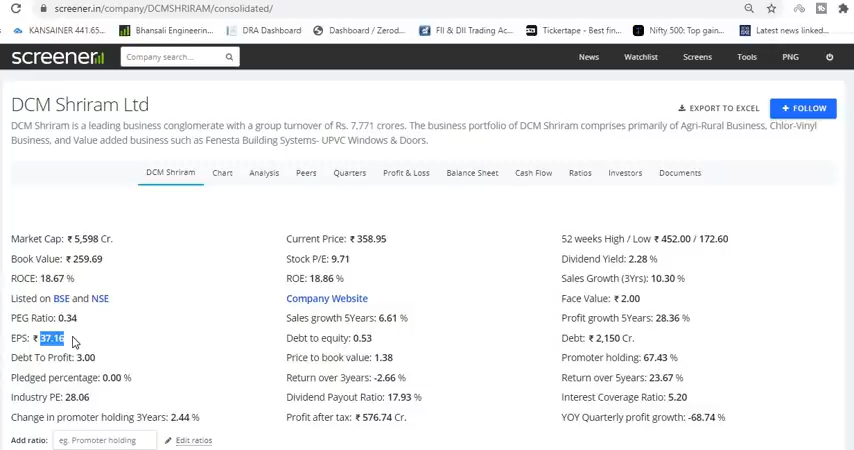 screener.in/company/DCMSHRIRAM/consolidated/
KANSAINER 441.65... Bhansali Engineerin... DRA Dashboard Dashboard / Zerod... FII & DII Trading Ac... Tickertape - Best fin... Nifty 500: Top gain... Latest news linked...
screener Company search... News Watchlist Screens Tools PNG
DCM Shriram Ltd
EXPORT TO EXCEL + FOLLOW
DCM Shriram is a leading business conglomerate with a group turnover of Rs. 7,771 crores. The business portfolio of DCM Shriram comprises primarily of Agri-Rural Business, Chlor-Vinyl
Business, and Value added business such as Fenesta Building Systems- UPVC Windows & Doors.
DCM Shriram Chart Analysis Peers Quarters Profit & Loss Balance Sheet Cash Flow Ratios Investors Documents
Market Cap: ₹ 5,598 Cr. Current Price: ₹ 358.95 52 weeks High / Low ₹ 452.00 / 172.60
Book Value: ₹ 259.69 Stock P/E: 9.71 Dividend Yield: 2.28 %
ROCE: 18.67 % ROE: 18.86 % Sales Growth (3Yrs): 10.30 %
Listed on BSE and NSE Company Website Face Value: ₹ 2.00
PEG Ratio: 0.34 Sales growth 5Years: 6.61 % Profit growth 5Years: 28.36 %
EPS: ₹ 37.16 Debt to equity: 0.53 Debt: ₹ 2,150 Cr.
Debt To Profit: 3.00 Price to book value: 1.38 Promoter holding: 67.43 %
Pledged percentage: 0.00 % Return over 3years: -2.66 % Return over 5years: 23.67 %
Industry PE: 28.06 Dividend Payout Ratio: 17.93 % Interest Coverage Ratio: 5.20
Change in promoter holding 3Years: 2.44 % Profit after tax: ₹ 576.74 Cr. YOY Quarterly profit growth: -68.74 %
Add ratio: eg. Promoter holding Edit ratios